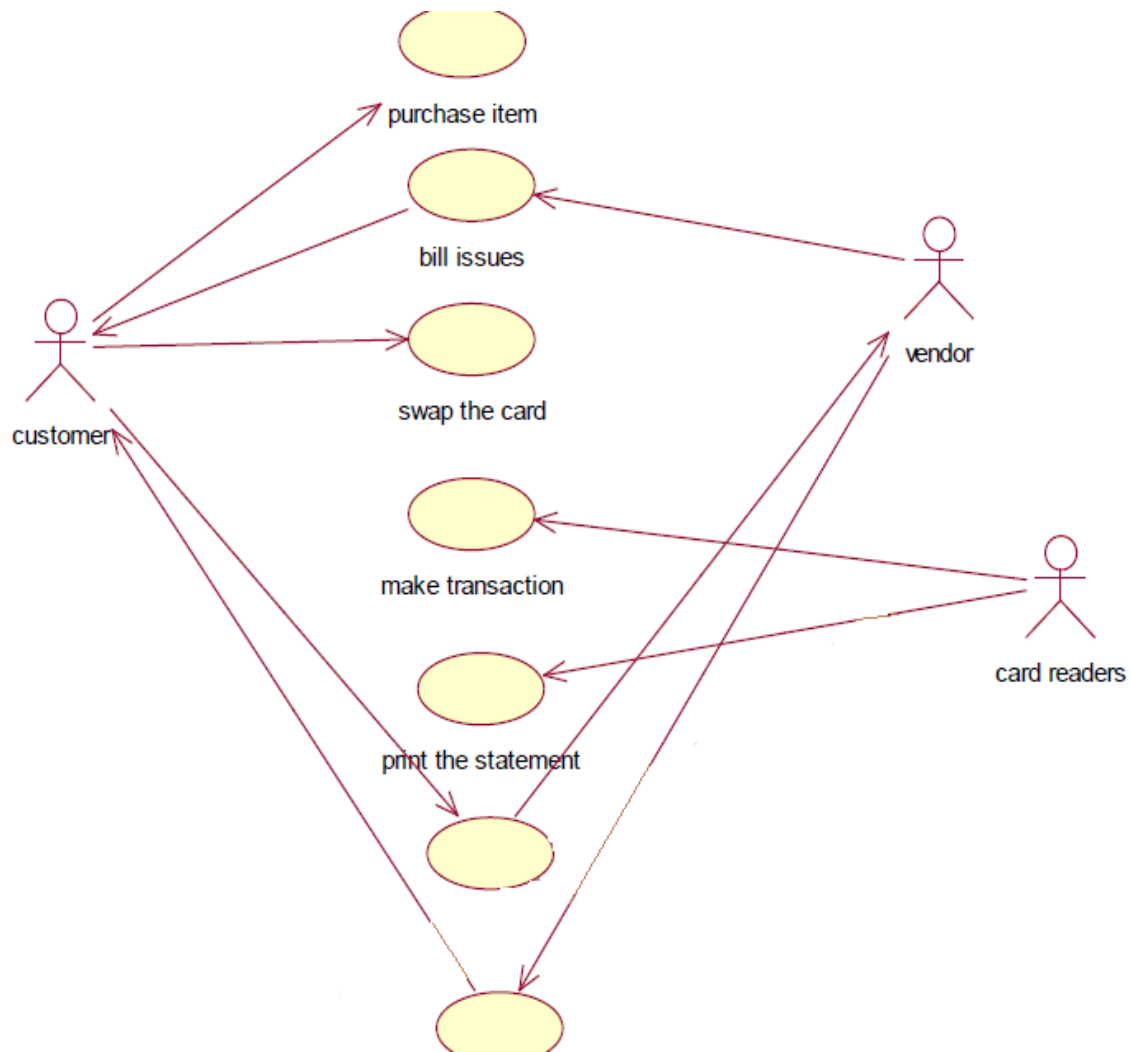 purchase item
bill issues
vendor
swap the card
customer
make transaction
card readers
print the statement